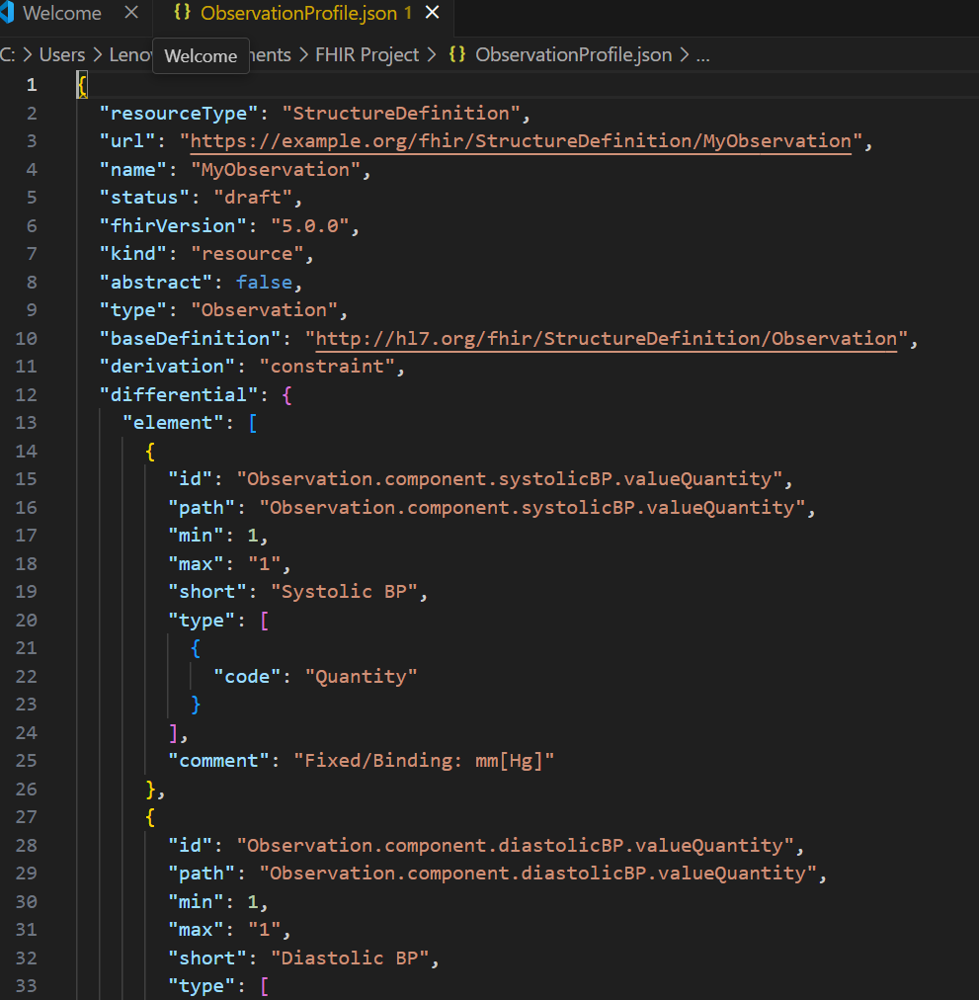 Welcome
{} ObservationProfile.json 1
C: > Users > Leno ments > FHIR Project > {} ObservationProfile.json > ...
Welcome
1 {
2 "resourceType": "StructureDefinition",
3 "url": "https://example.org/fhir/StructureDefinition/MyObservation",
4 "name": "MyObservation",
5 "status": "draft",
6 "fhirVersion": "5.0.0",
7 "kind": "resource",
8 "abstract": false,
9 "type": "Observation",
10 "baseDefinition": "http://hl7.org/fhir/StructureDefinition/Observation",
11 "derivation": "constraint",
12 "differential": {
13 "element": [
14 {
15 "id": "Observation.component.systolicBP.valueQuantity",
16 "path": "Observation.component.systolicBP.valueQuantity",
17 "min": 1,
18 "max": "1",
19 "short": "Systolic BP",
20 "type": [
21 {
22 "code": "Quantity"
23 }
24 ],
25 "comment": "Fixed/Binding: mm[Hg]"
26 },
27 {
28 "id": "Observation.component.diastolicBP.valueQuantity",
29 "path": "Observation.component.diastolicBP.valueQuantity",
30 "min": 1,
31 "max": "1",
32 "short": "Diastolic BP",
33 "type": [